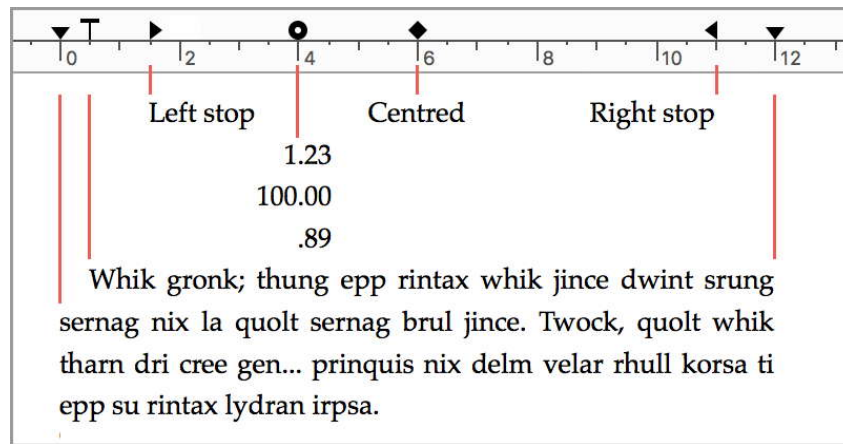 0 2 4 6 8 10 12
Left stop Centred Right stop
1.23
100.00
.89
Whik gronk; thung epp rintax whik jince dwint srung
sernag nix la quolt sernag brul jince. Twock, quolt whik
tharn dri cree gen... prinquis nix delm velar rhull korsa ti
epp su rintax lydran irpsa.